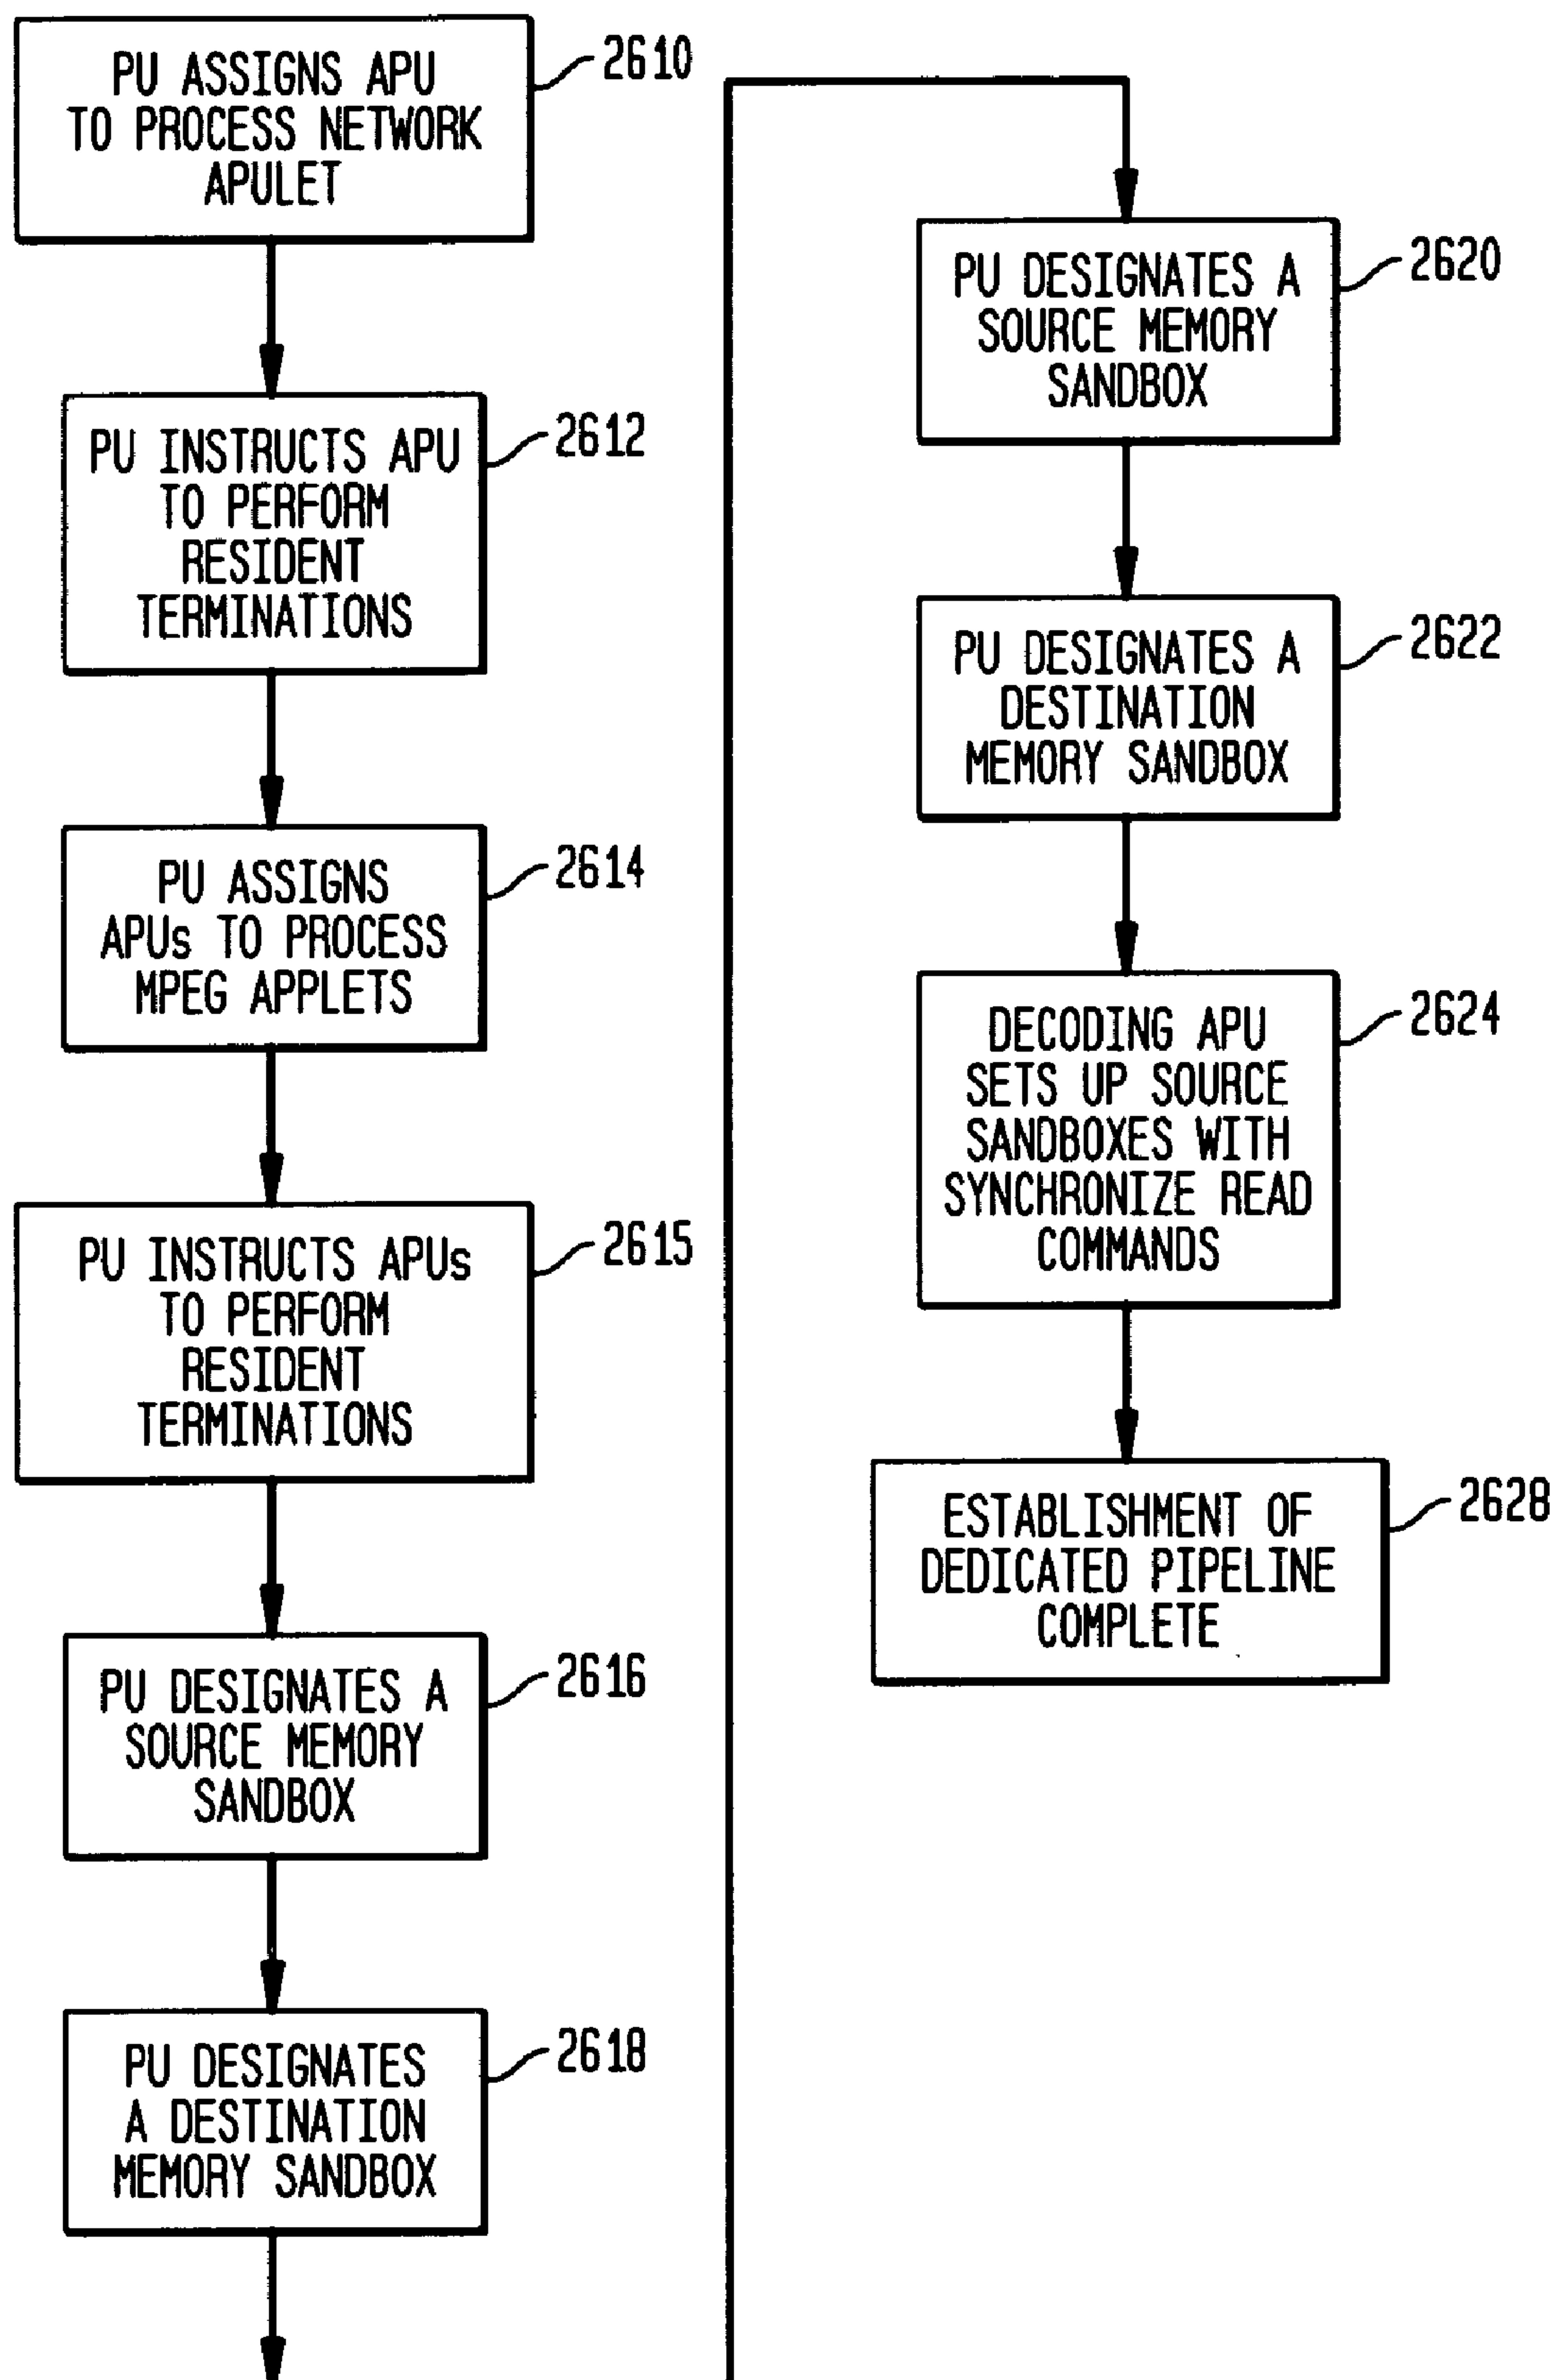 PU ASSIGNS APU
TO PROCESS NETWORK
APULET
2610
PU INSTRUCTS APU
TO PERFORM
RESIDENT
TERMINATIONS
2612
PU ASSIGNS
APUs TO PROCESS
MPEG APPLETS
2614
PU INSTRUCTS APUs
TO PERFORM
RESIDENT
TERMINATIONS
2615
PU DESIGNATES A
SOURCE MEMORY
SANDBOX
2616
PU DESIGNATES
A DESTINATION
MEMORY SANDBOX
2618
PU DESIGNATES A
SOURCE MEMORY
SANDBOX
2620
PU DESIGNATES A
DESTINATION
MEMORY SANDBOX
2622
DECODING APU
SETS UP SOURCE
SANDBOXES WITH
SYNCHRONIZE READ
COMMANDS
2624
ESTABLISHMENT OF
DEDICATED PIPELINE
COMPLETE
2628